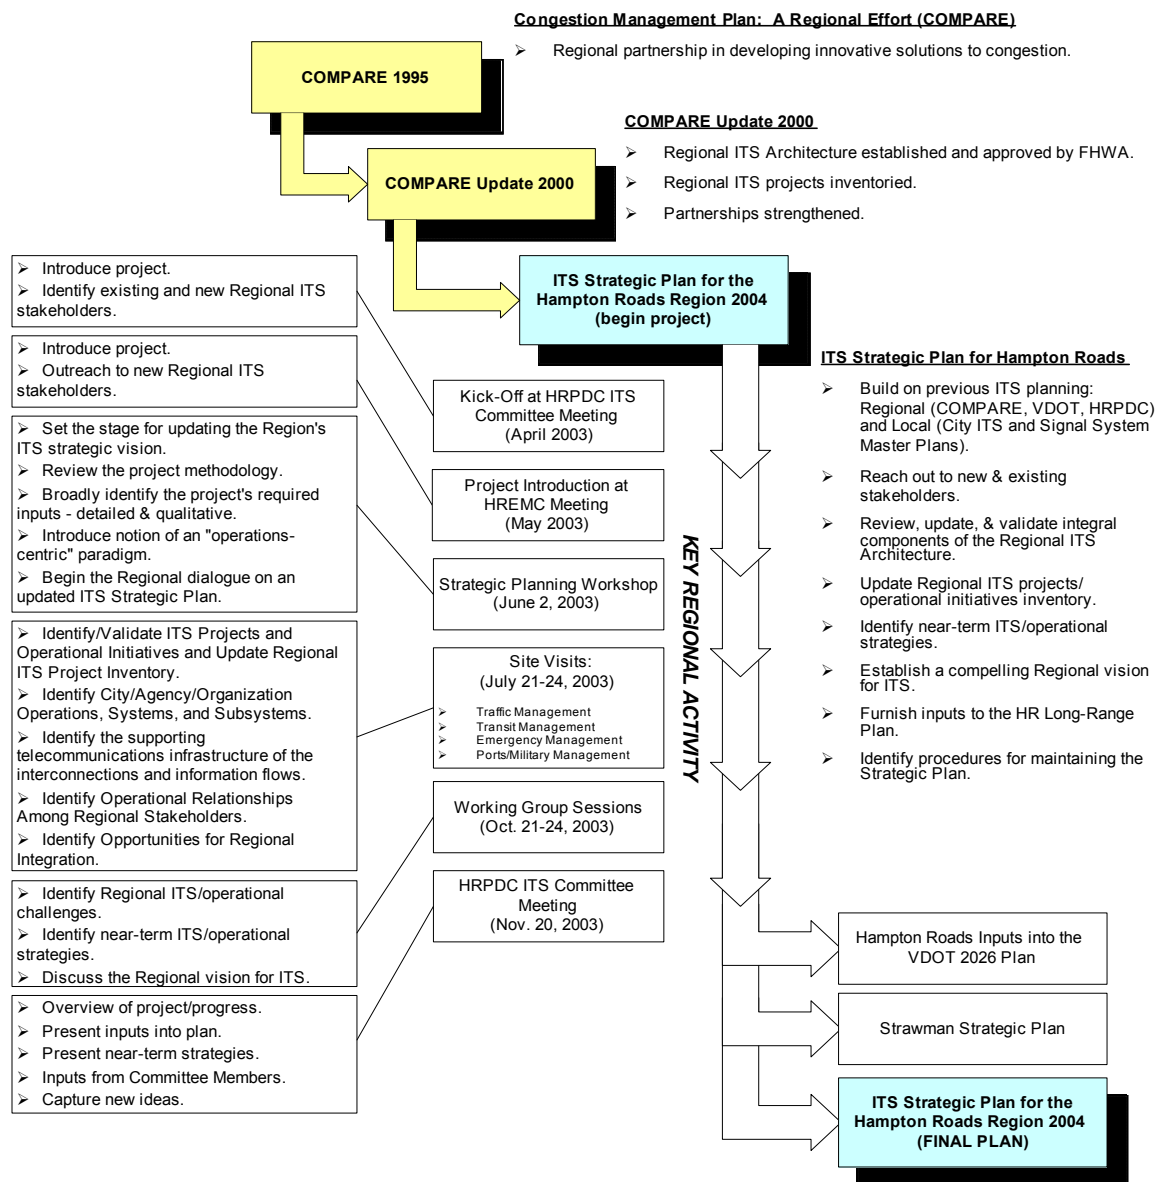 Congestion Management Plan:  A Regional Effort (COMPARE)
➢ Regional partnership in developing innovative solutions to congestion.
COMPARE 1995
COMPARE Update 2000
➢ Regional ITS Architecture established and approved by FHWA.
➢ Regional ITS projects inventoried.
➢ Partnerships strengthened.
COMPARE Update 2000
ITS Strategic Plan for the
Hampton Roads Region 2004
(begin project)
➢ Introduce project.
➢ Identify existing and new Regional ITS
stakeholders.
➢ Introduce project.
➢ Outreach to new Regional ITS
stakeholders.
➢ Set the stage for updating the Region's
ITS strategic vision.
➢ Review the project methodology.
➢ Broadly identify the project's required
inputs - detailed & qualitative.
➢ Introduce notion of an "operations-
centric" paradigm.
➢ Begin the Regional dialogue on an
updated ITS Strategic Plan.
➢ Identify/Validate ITS Projects and
Operational Initiatives and Update Regional
ITS Project Inventory.
➢ Identify City/Agency/Organization
Operations, Systems, and Subsystems.
➢ Identify the supporting
telecommunications infrastructure of the
interconnections and information flows.
➢ Identify Operational Relationships
Among Regional Stakeholders.
➢ Identify Opportunities for Regional
Integration.
➢ Identify Regional ITS/operational
challenges.
➢ Identify near-term ITS/operational
strategies.
➢ Discuss the Regional vision for ITS.
➢ Overview of project/progress.
➢ Present inputs into plan.
➢ Present near-term strategies.
➢ Inputs from Committee Members.
➢ Capture new ideas.
Kick-Off at HRPDC ITS
Committee Meeting
(April 2003)
Project Introduction at
HREMC Meeting
(May 2003)
Strategic Planning Workshop
(June 2, 2003)
Site Visits:
(July 21-24, 2003)
➢ Traffic Management
➢ Transit Management
➢ Emergency Management
➢ Ports/Military Management
Working Group Sessions
(Oct. 21-24, 2003)
HRPDC ITS Committee
Meeting
(Nov. 20, 2003)
KEY REGIONAL ACTIVITY
ITS Strategic Plan for Hampton Roads
➢ Build on previous ITS planning:
Regional (COMPARE, VDOT, HRPDC)
and Local (City ITS and Signal System
Master Plans).
➢ Reach out to new & existing
stakeholders.
➢ Review, update, & validate integral
components of the Regional ITS
Architecture.
➢ Update Regional ITS projects/
operational initiatives inventory.
➢ Identify near-term ITS/operational
strategies.
➢ Establish a compelling Regional vision
for ITS.
➢ Furnish inputs to the HR Long-Range
Plan.
➢ Identify procedures for maintaining the
Strategic Plan.
Hampton Roads Inputs into the
VDOT 2026 Plan
Strawman Strategic Plan
ITS Strategic Plan for the
Hampton Roads Region 2004
(FINAL PLAN)